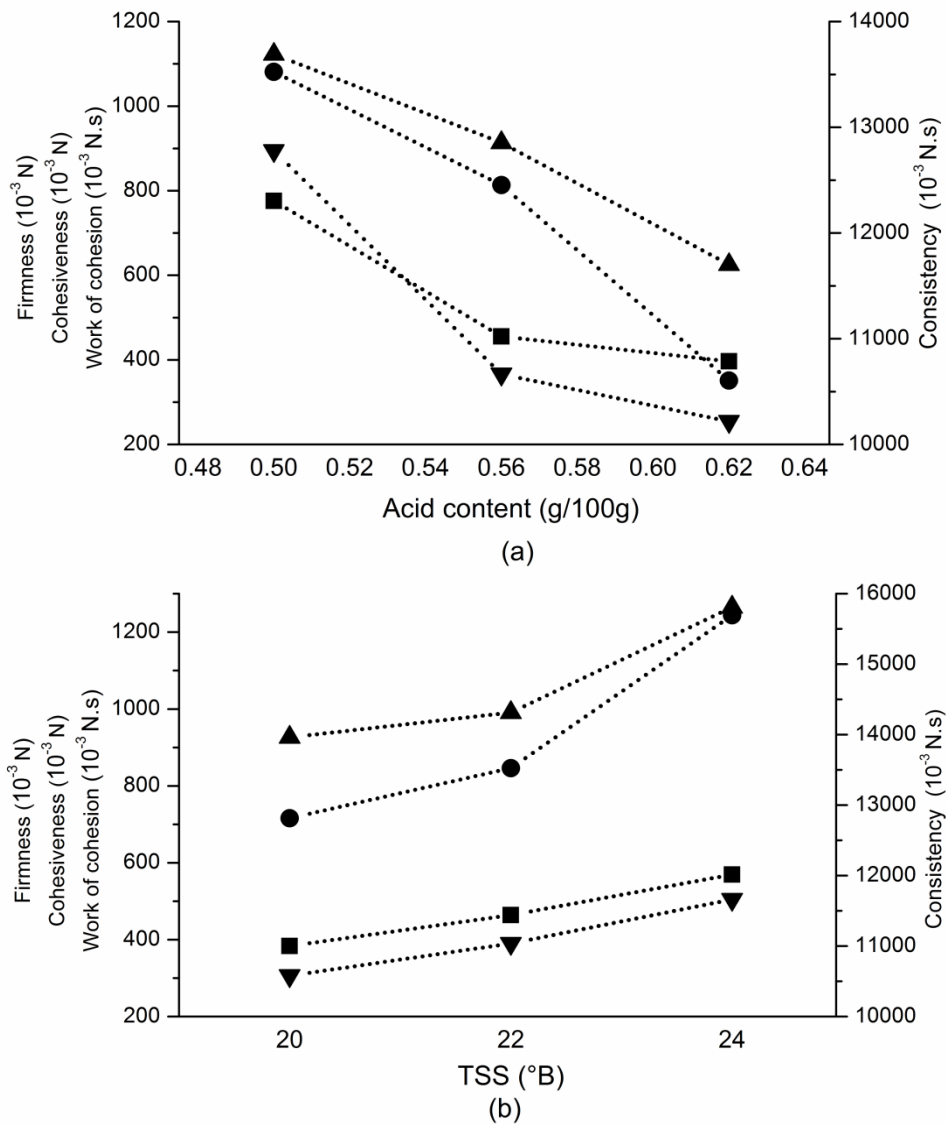 1200
1000
800
600
400
200
Firmness (10⁻³ N)
Cohesiveness (10⁻³ N)
Work of cohesion (10⁻³ N.s)
14000
13000
12000
11000
10000
Consistency (10⁻³ N.s)
0.48 0.50 0.52 0.54 0.56 0.58 0.60 0.62 0.64
Acid content (g/100g)
(a)
1200
1000
800
600
400
200
Firmness (10⁻³ N)
Cohesiveness (10⁻³ N)
Work of cohesion (10⁻³ N.s)
16000
15000
14000
13000
12000
11000
10000
Consistency (10⁻³ N.s)
20 22 24
TSS (°B)
(b)